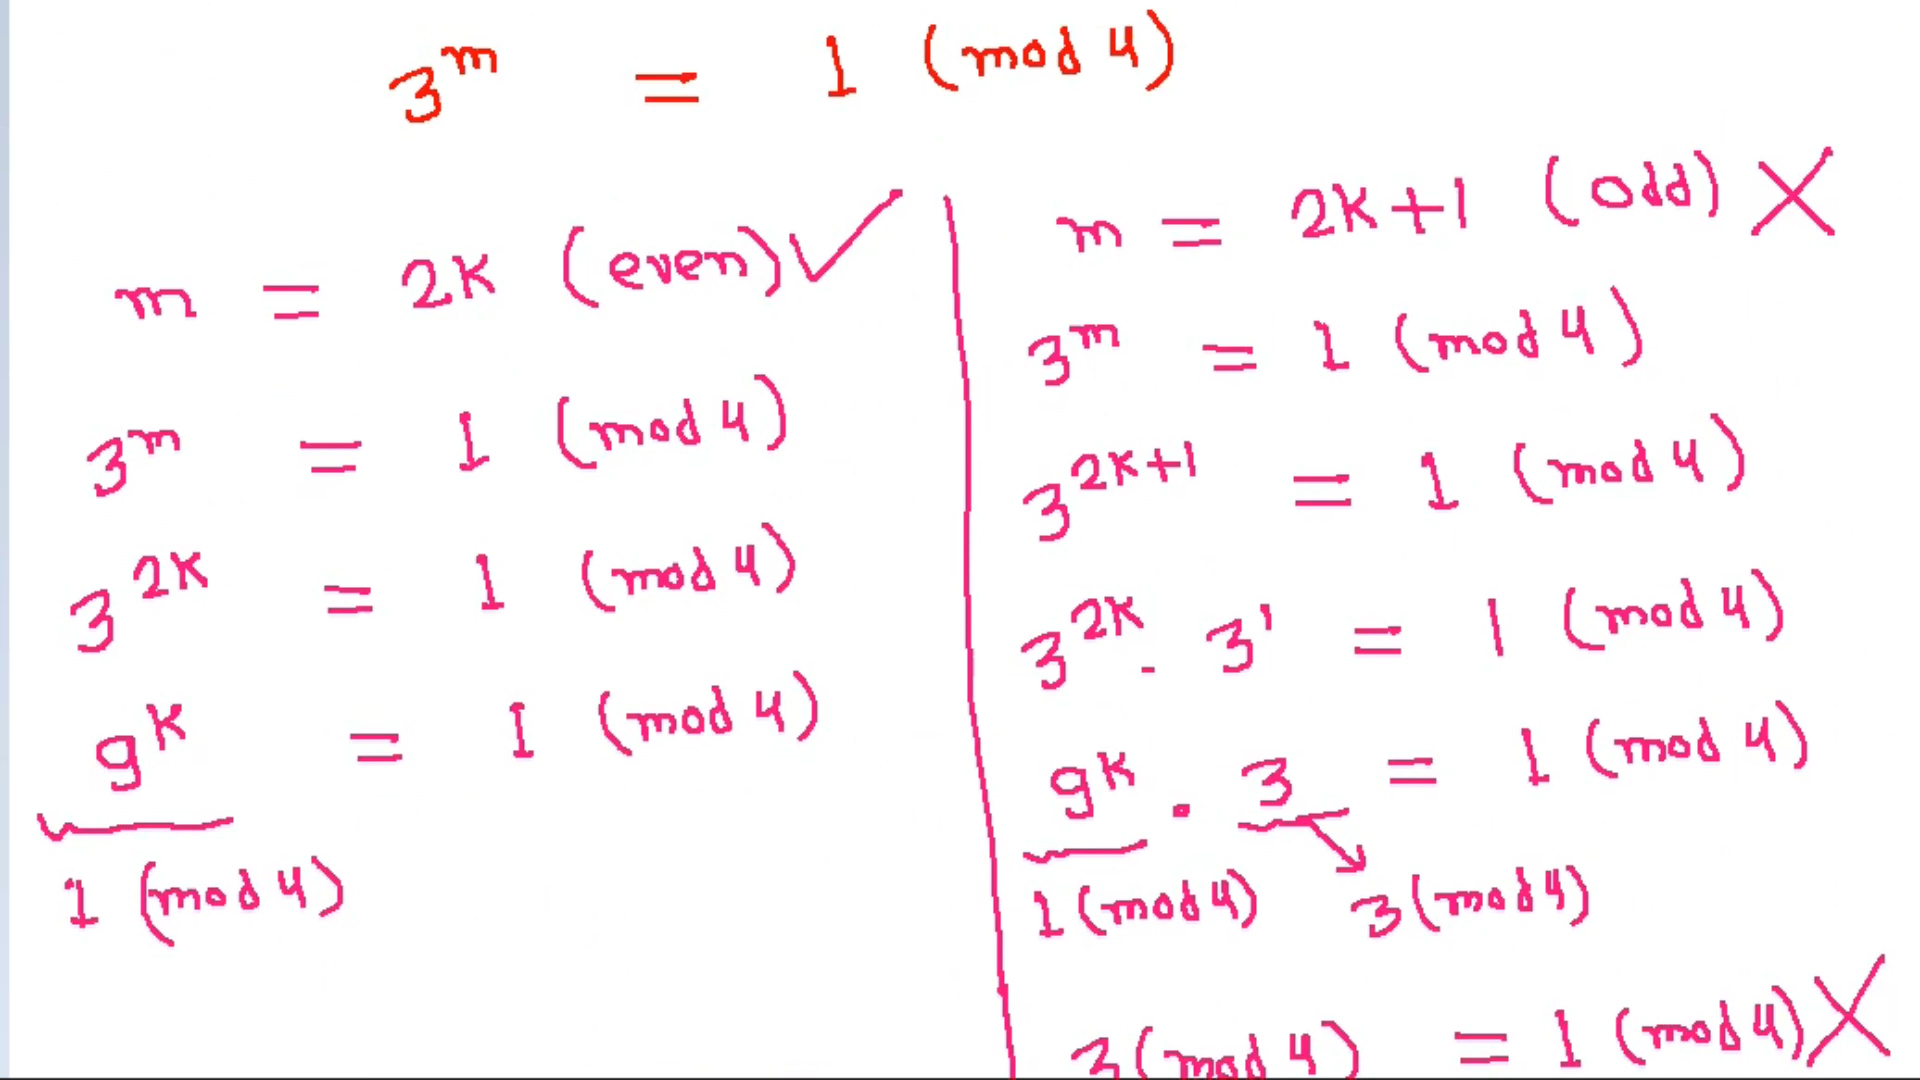 3^m = 1 (mod 4)
m = 2K (even) ✓
3^m = 1 (mod 4)
3^2K = 1 (mod 4)
9^K = 1 (mod 4)
1 (mod 4)
m = 2K+1 (odd) ✗
3^m = 1 (mod 4)
3^2K+1 = 1 (mod 4)
3^2K . 3^1 = 1 (mod 4)
9^K . 3 = 1 (mod 4)
1 (mod 4) 3 (mod 4)
3 (mod 4) = 1 (mod 4) ✗